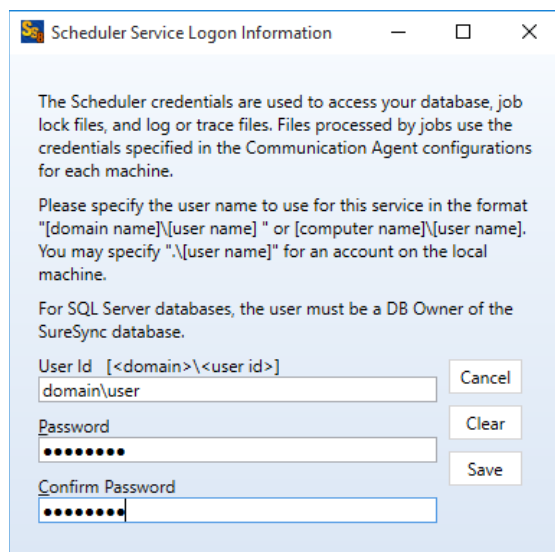 Scheduler Service Logon Information
The Scheduler credentials are used to access your database, job
lock files, and log or trace files. Files processed by jobs use the
credentials specified in the Communication Agent configurations
for each machine.
Please specify the user name to use for this service in the format
"[domain name]\[user name] " or [computer name]\[user name].
You may specify ".\[user name]" for an account on the local
machine.
For SQL Server databases, the user must be a DB Owner of the
SureSync database.
User Id   [<domain>\<user id>]
Cancel
domain\user
Password
Clear
●●●●●●●●
Save
Confirm Password
●●●●●●●●